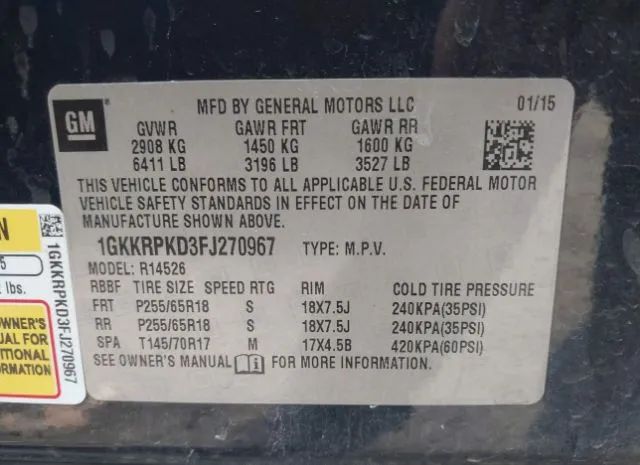 GM
MFD BY GENERAL MOTORS LLC 01/15
GVWR GAWR FRT GAWR RR
2908 KG 1450 KG 1600 KG
6411 LB 3196 LB 3527 LB
THIS VEHICLE CONFORMS TO ALL APPLICABLE U.S. FEDERAL MOTOR
VEHICLE SAFETY STANDARDS IN EFFECT ON THE DATE OF
MANUFACTURE SHOWN ABOVE.
1GKKRPKD3FJ270967 TYPE: M.P.V.
MODEL: R14526
RBBF TIRE SIZE SPEED RTG RIM COLD TIRE PRESSURE
FRT P255/65R18 S 18X7.5J 240KPA(35PSI)
RR P255/65R18 S 18X7.5J 240KPA(35PSI)
SPA T145/70R17 M 17X4.5B 420KPA(60PSI)
SEE OWNER'S MANUAL FOR MORE INFORMATION.
N
5
lbs.
OWNER'S
FORMATION
1GKKRPKD3FJ270967